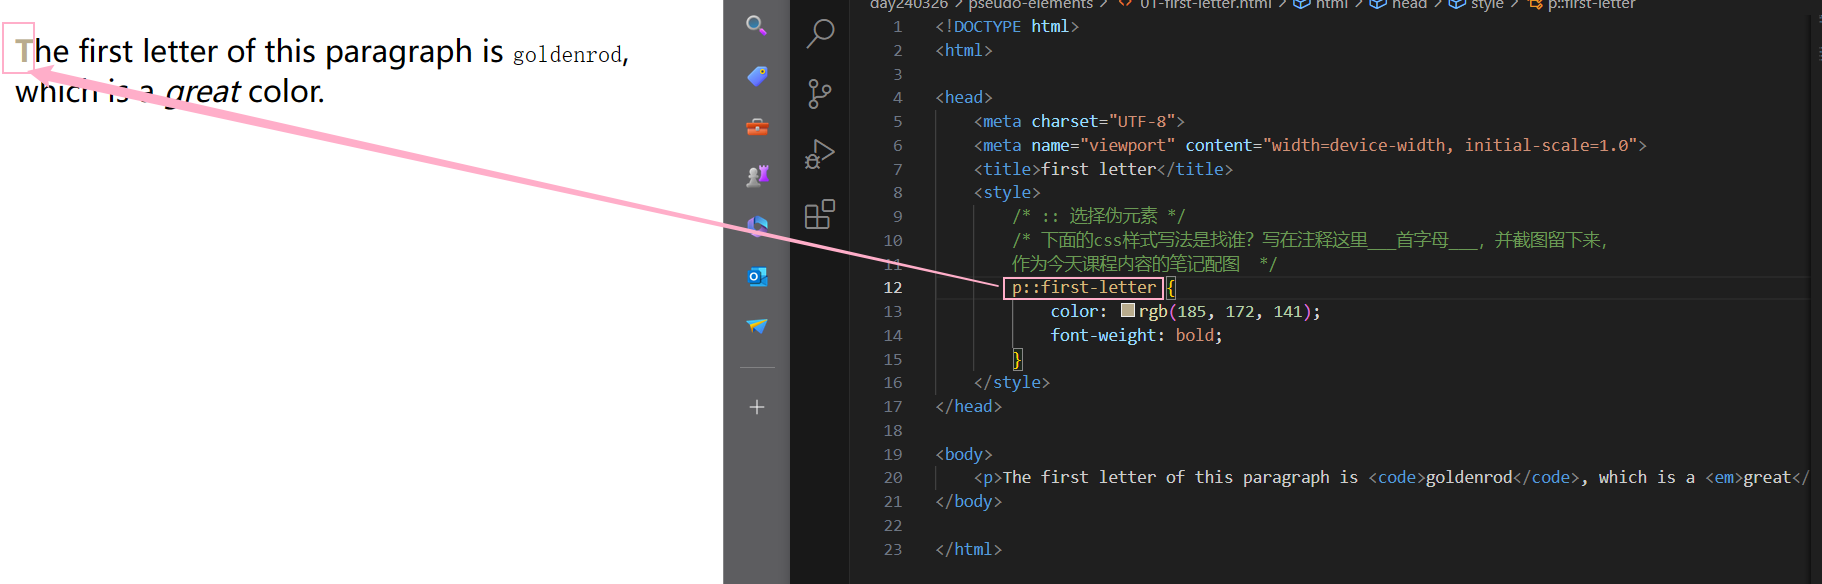 The first letter of this paragraph is goldenrod,
which is a great color.
day240326 > pseudo-elements > <> 01-first-letter.html > html > head > style > p::first-letter
1 <!DOCTYPE html>
2 <html>
3
4 <head>
5 <meta charset="UTF-8">
6 <meta name="viewport" content="width=device-width, initial-scale=1.0">
7 <title>first letter</title>
8 <style>
9 /* :: 选择伪元素 */
10 /* 下面的css样式写法是找谁？写在注释这里___首字母___，并截图留下来，
11 作为今天课程内容的笔记配图 */
12 p::first-letter {
13 color: rgb(185, 172, 141);
14 font-weight: bold;
15 }
16 </style>
17 </head>
18
19 <body>
20 <p>The first letter of this paragraph is <code>goldenrod</code>, which is a <em>great</
21 </body>
22
23 </html>